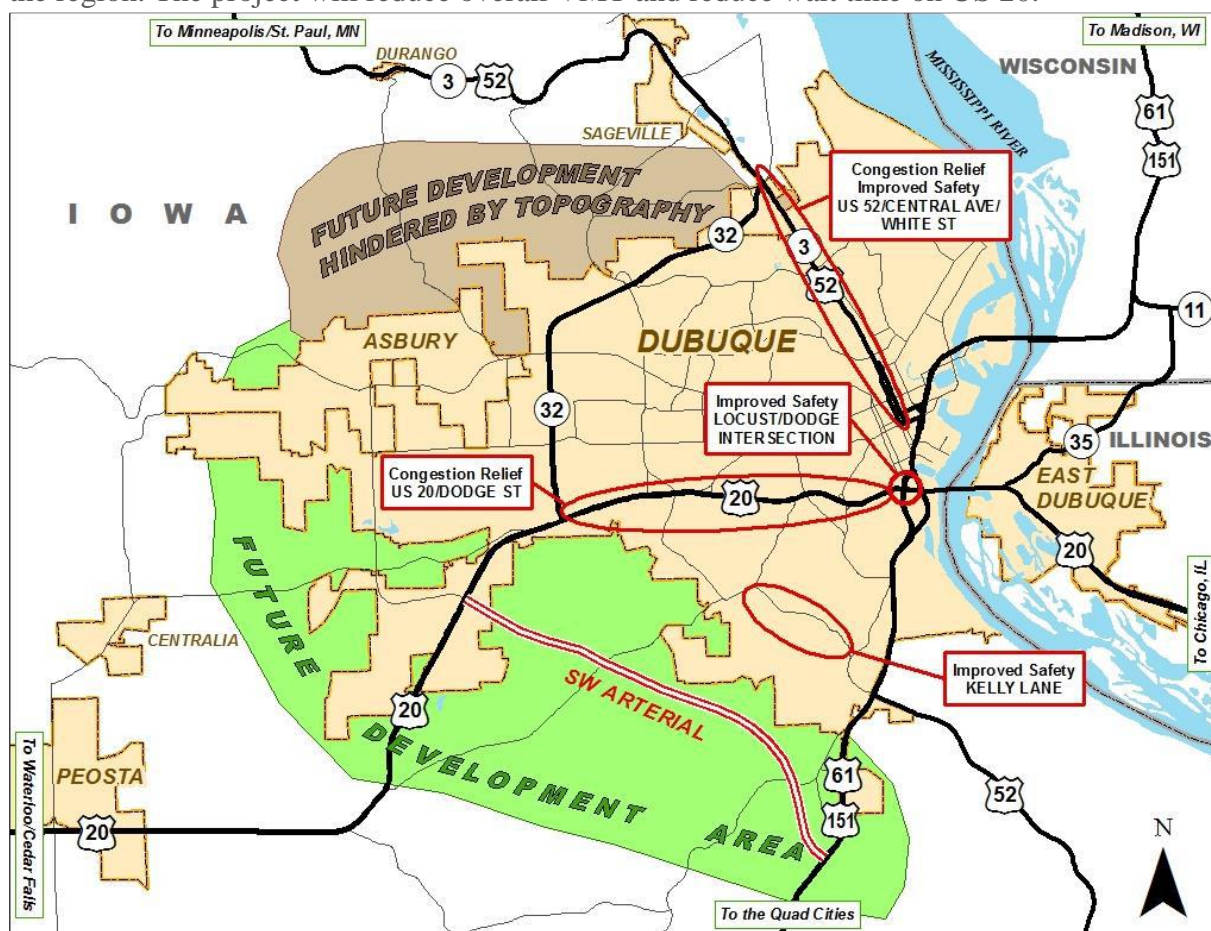 the region. The project will reduce overall VMT and reduce wait time on US 20.
To Minneapolis/St. Paul, MN
To Madison, WI
DURANGO
3
52
WISCONSIN
MISSISSIPPI RIVER
61
151
SAGEVILLE
Congestion Relief
Improved Safety
US 52/CENTRAL AVE/
WHITE ST
IOWA
FUTURE DEVELOPMENT
HINDERED BY TOPOGRAPHY
32
3
52
11
ASBURY
DUBUQUE
32
Improved Safety
LOCUST/DODGE
INTERSECTION
35
ILLINOIS
EAST
DUBUQUE
Congestion Relief
US 20/DODGE ST
20
20
To Chicago, IL
FUTURE
DEVELOPMENT
AREA
CENTRALIA
SW ARTERIAL
Improved Safety
KELLY LANE
20
PEOSTA
20
To Waterloo/Cedar Falls
61
151
52
N
To the Quad Cities